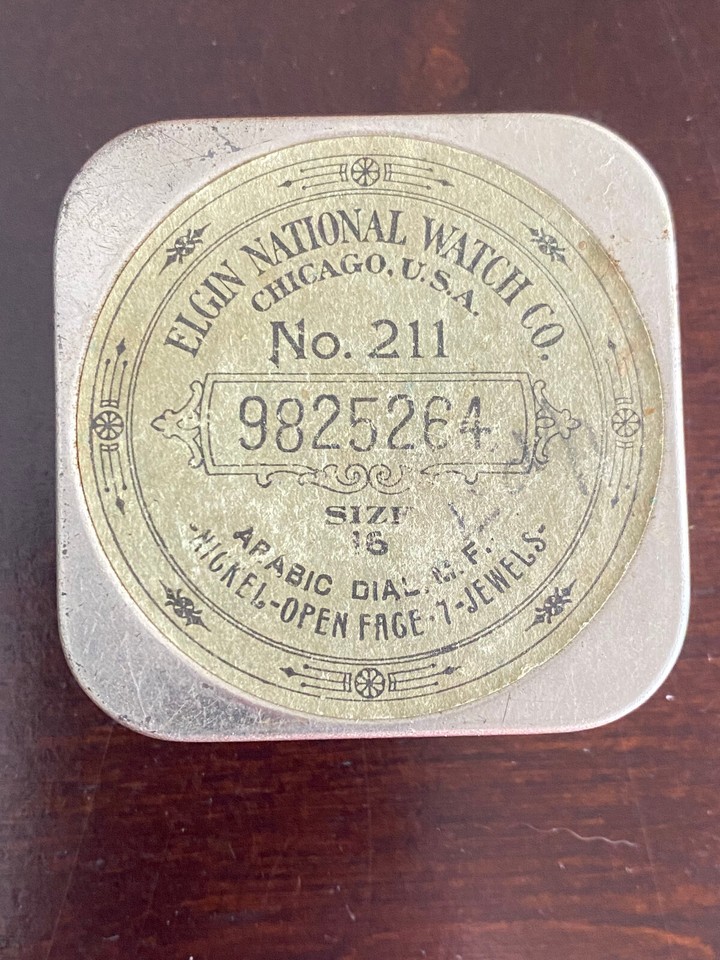 ELGIN NATIONAL WATCH CO.
CHICAGO, U.S.A.
No. 211
9825264
SIZE
16
ARABIC DIAL. M. F.
-NICKEL-OPEN FACE-7-JEWELS-